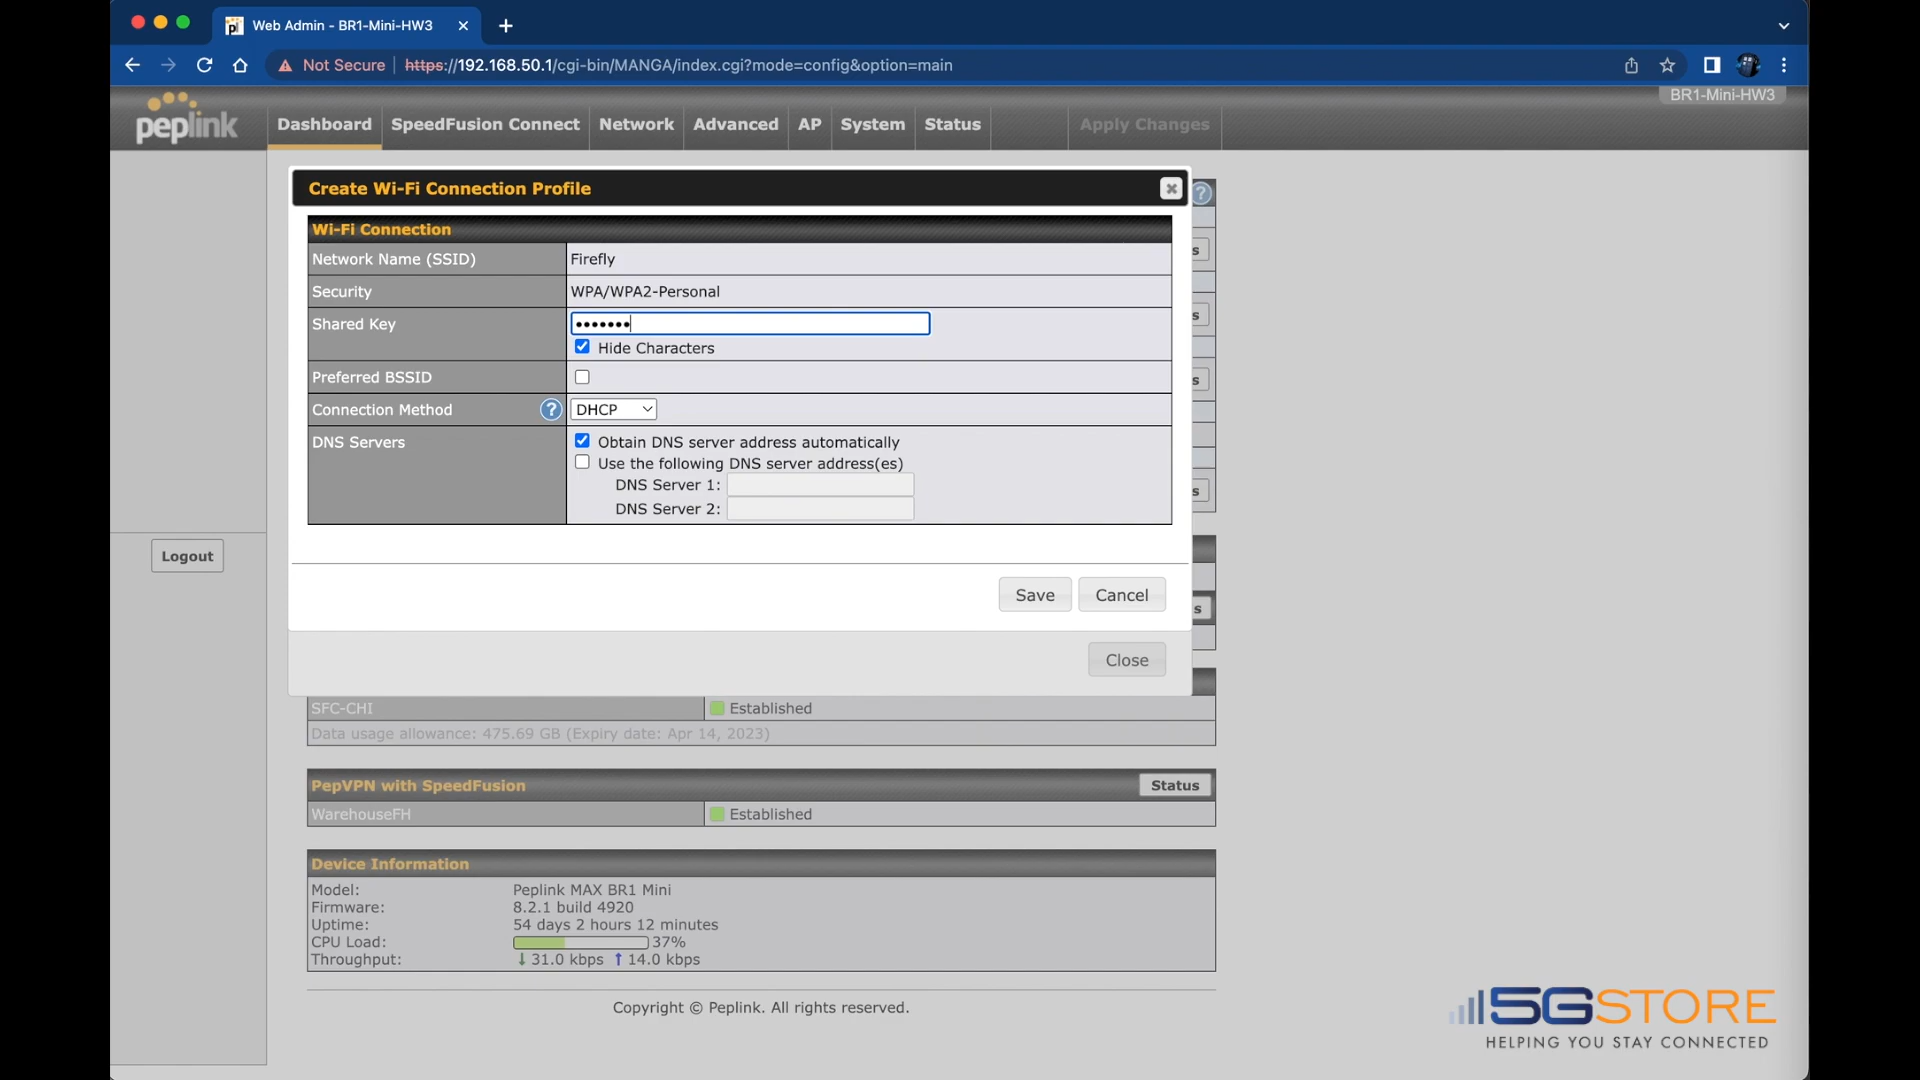 Web Admin - BR1-Mini-HW3
Not Secure | https://192.168.50.1/cgi-bin/MANGA/index.cgi?mode=config&option=main
BR1-Mini-HW3
peplink
Dashboard SpeedFusion Connect Network Advanced AP System Status Apply Changes
Create Wi-Fi Connection Profile
Wi-Fi Connection
Network Name (SSID) Firefly
Security WPA/WPA2-Personal
Shared Key •••••••
Hide Characters
Preferred BSSID
Connection Method ? DHCP
DNS Servers Obtain DNS server address automatically
Use the following DNS server address(es)
DNS Server 1:
DNS Server 2:
Logout
Save Cancel
Close
SFC-CHI Established
Data usage allowance: 475.69 GB (Expiry date: Apr 14, 2023)
PepVPN with SpeedFusion Status
WarehouseFH Established
Device Information
Model: Peplink MAX BR1 Mini
Firmware: 8.2.1 build 4920
Uptime: 54 days 2 hours 12 minutes
CPU Load: 37%
Throughput: ↓ 31.0 kbps ↑ 14.0 kbps
Copyright © Peplink. All rights reserved.
5GSTORE
HELPING YOU STAY CONNECTED